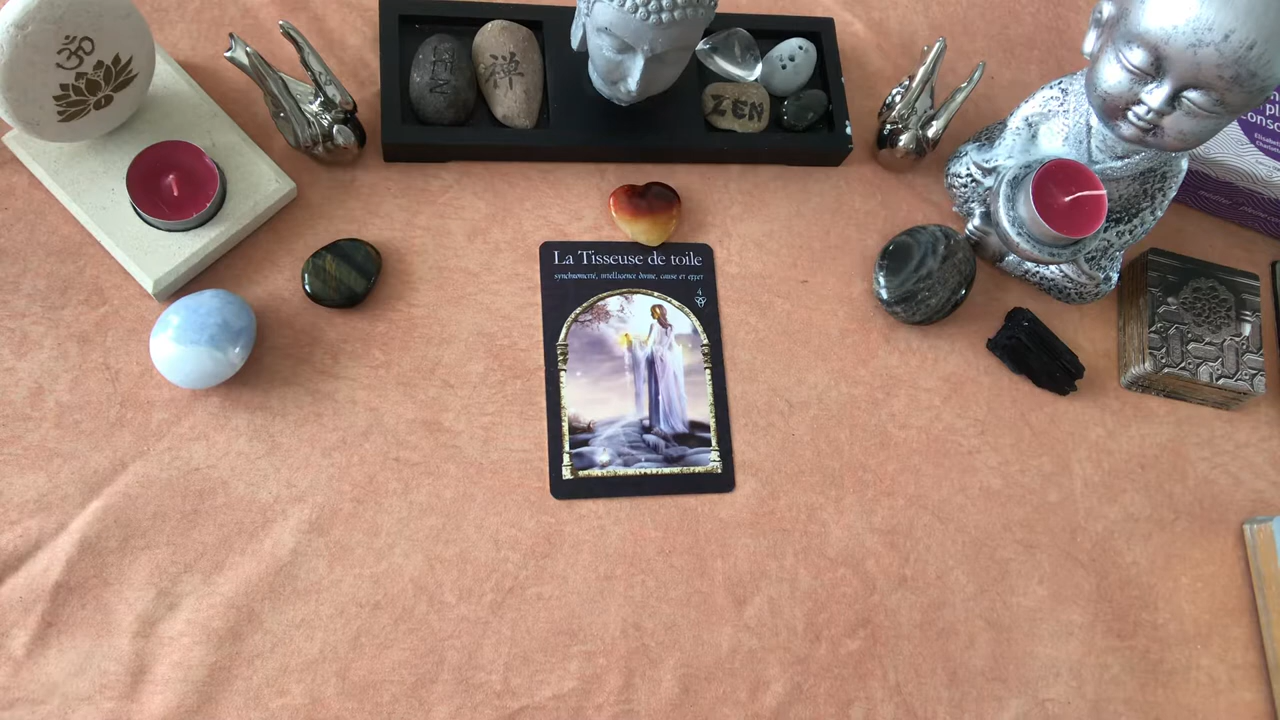 ॐ
ZEN
禅
ZEN
La Tisseuse de toile
synchronicité, intelligence divine, cause et effet
4